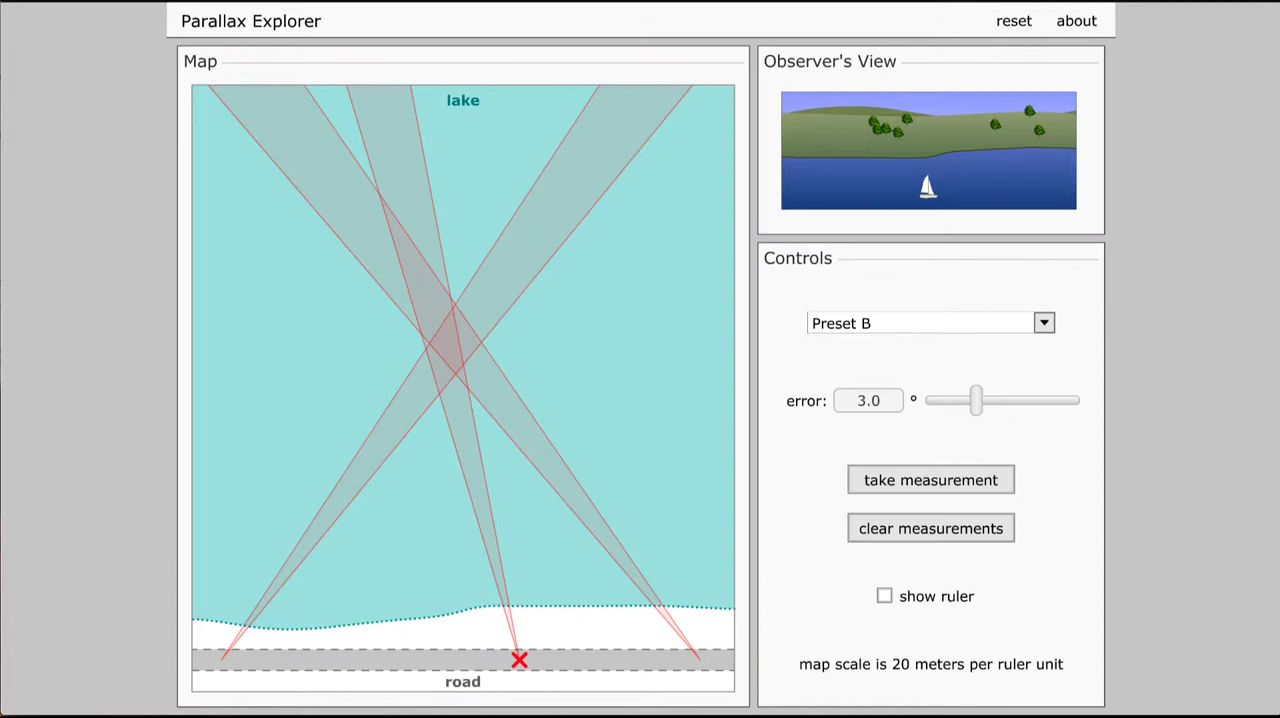 Parallax Explorer
reset
about
Map
lake
road
Observer's View
Controls
Preset B
error: 3.0 °
take measurement
clear measurements
show ruler
map scale is 20 meters per ruler unit